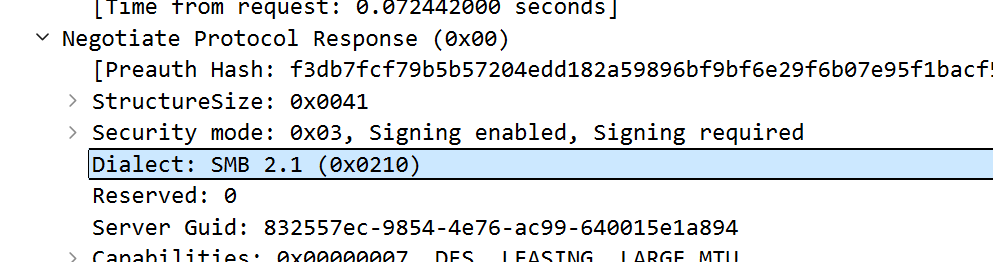 [Time from request: 0.072442000 seconds]
Negotiate Protocol Response (0x00)
[Preauth Hash: f3db7fcf79b5b57204edd182a59896bf9bf6e29f6b07e95f1bacf5
StructureSize: 0x0041
Security mode: 0x03, Signing enabled, Signing required
Dialect: SMB 2.1 (0x0210)
Reserved: 0
Server Guid: 832557ec-9854-4e76-ac99-640015e1a894
Capabilities: 0x00000007, DFS, LEASING, LARGE MTU